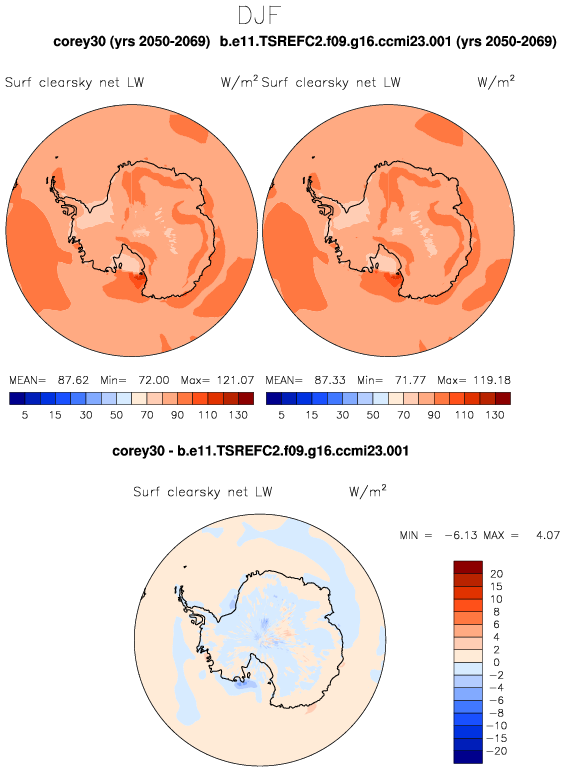 DJF
corey30 (yrs 2050-2069) b.e11.TSREFC2.f09.g16.ccmi23.001 (yrs 2050-2069)
Surf clearsky net LW W/m² Surf clearsky net LW W/m²
MEAN= 87.62 Min= 72.00 Max= 121.07 MEAN= 87.33 Min= 71.77 Max= 119.18
5 15 30 45 60 70 90 110 130 5 15 30 45 60 70 90 110 130
corey30 - b.e11.TSREFC2.f09.g16.ccmi23.001
Surf clearsky net LW W/m²
MIN = -6.13 MAX = 4.07
20
15
10
8
6
4
2
0
-2
-4
-6
-8
-10
-15
-20